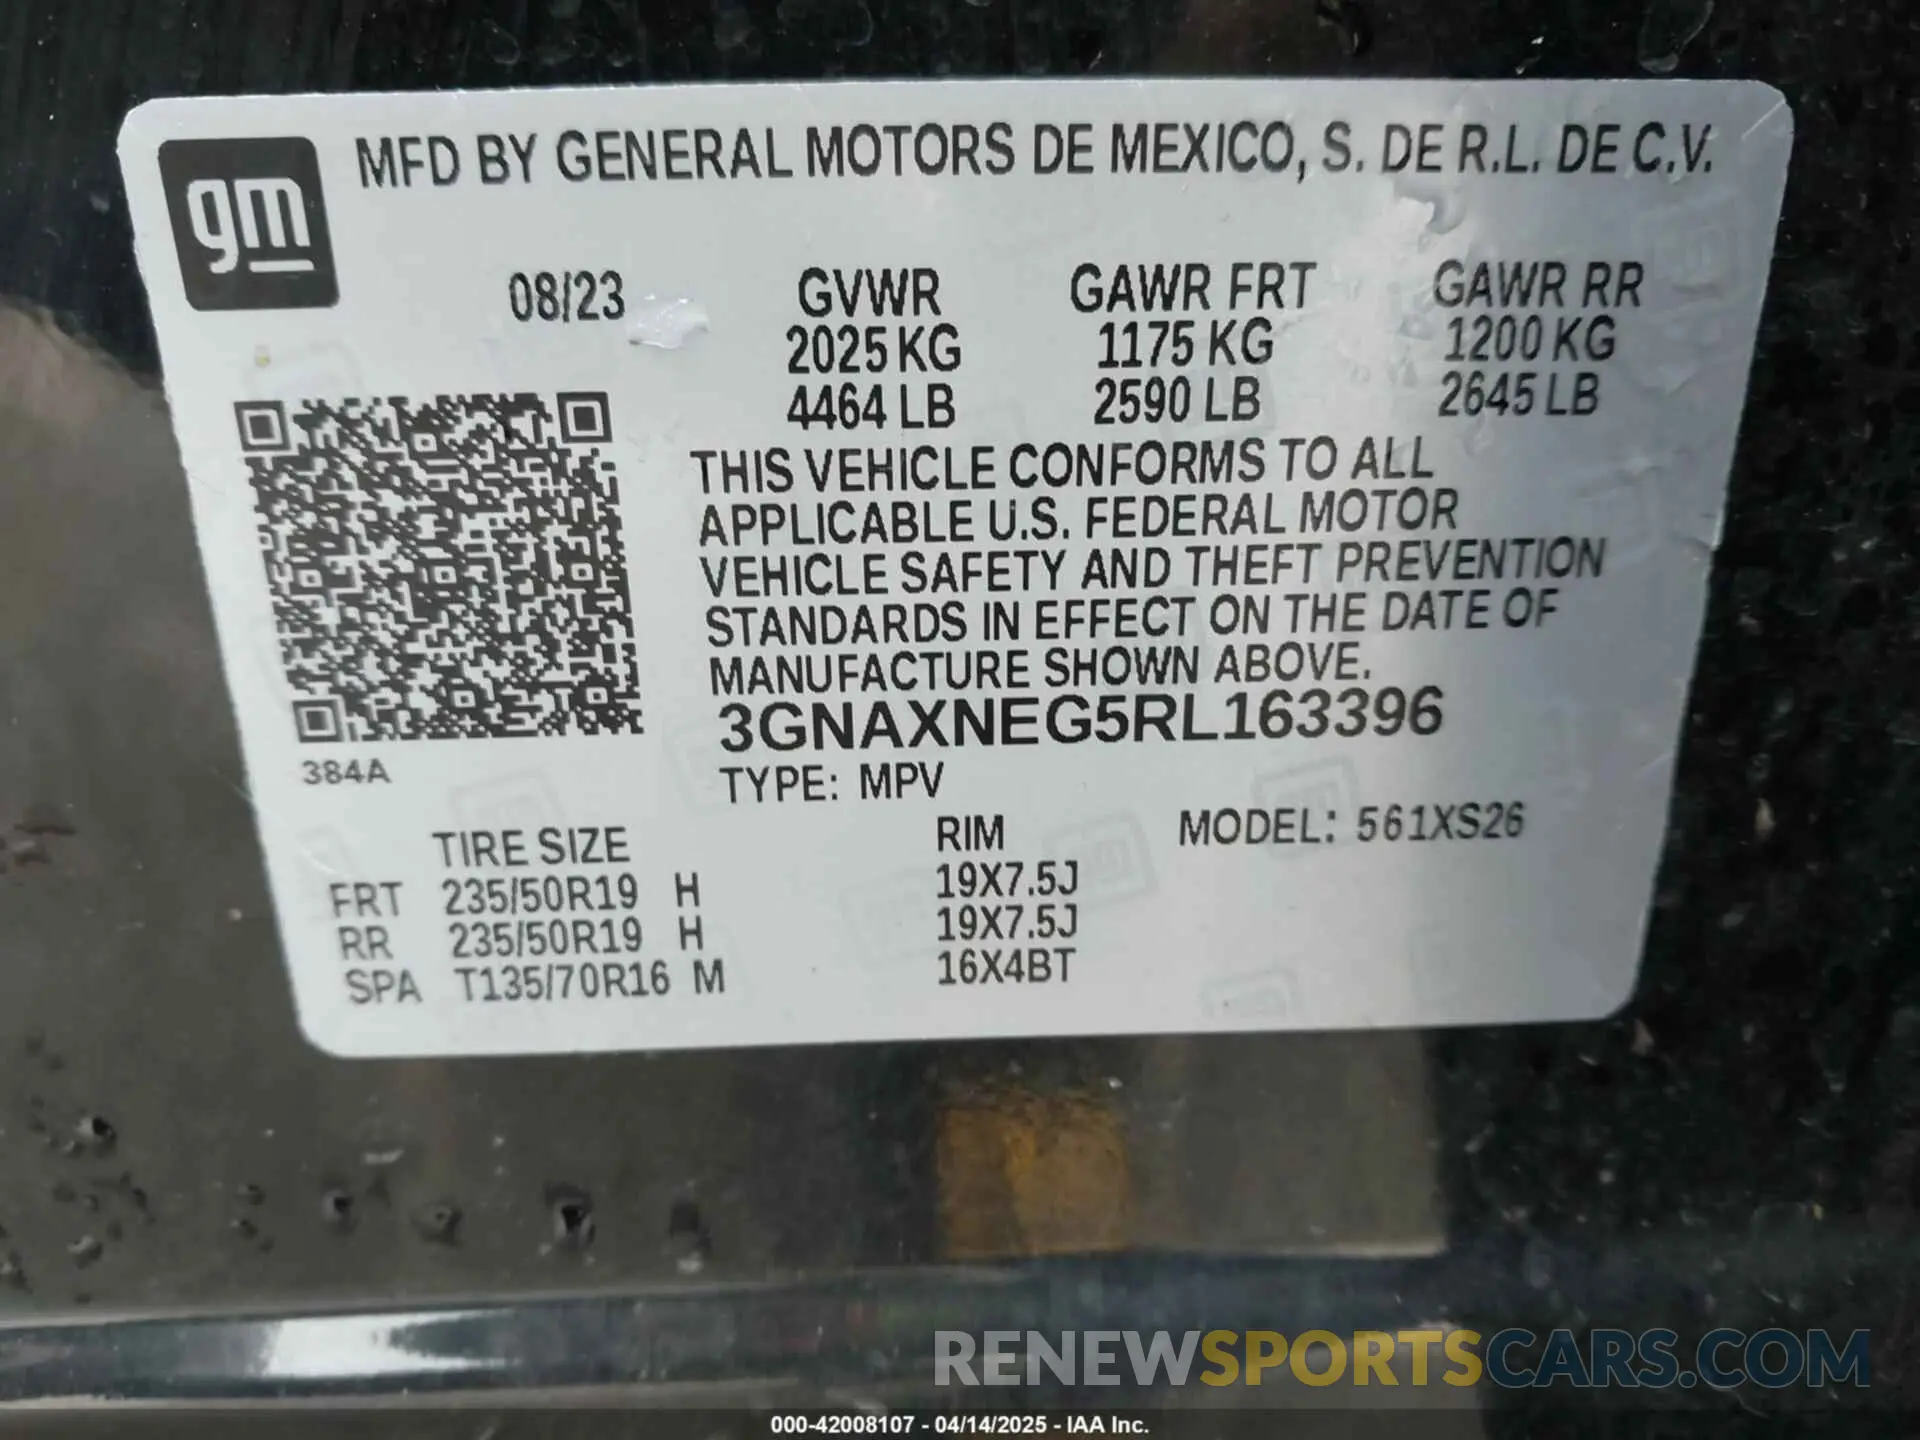 gm
MFD BY GENERAL MOTORS DE MEXICO, S. DE R.L. DE C.V.
08/23 GVWR GAWR FRT GAWR RR
2025 KG 1175 KG 1200 KG
4464 LB 2590 LB 2645 LB
THIS VEHICLE CONFORMS TO ALL
APPLICABLE U.S. FEDERAL MOTOR
VEHICLE SAFETY AND THEFT PREVENTION
STANDARDS IN EFFECT ON THE DATE OF
MANUFACTURE SHOWN ABOVE.
3GNAXNEG5RL163396
384A
TYPE: MPV
TIRE SIZE RIM MODEL: 561XS26
FRT 235/50R19 H 19X7.5J
RR 235/50R19 H 19X7.5J
SPA T135/70R16 M 16X4BT
RENEWSPORTSCARS.COM
000-42008107 - 04/14/2025 - IAA Inc.